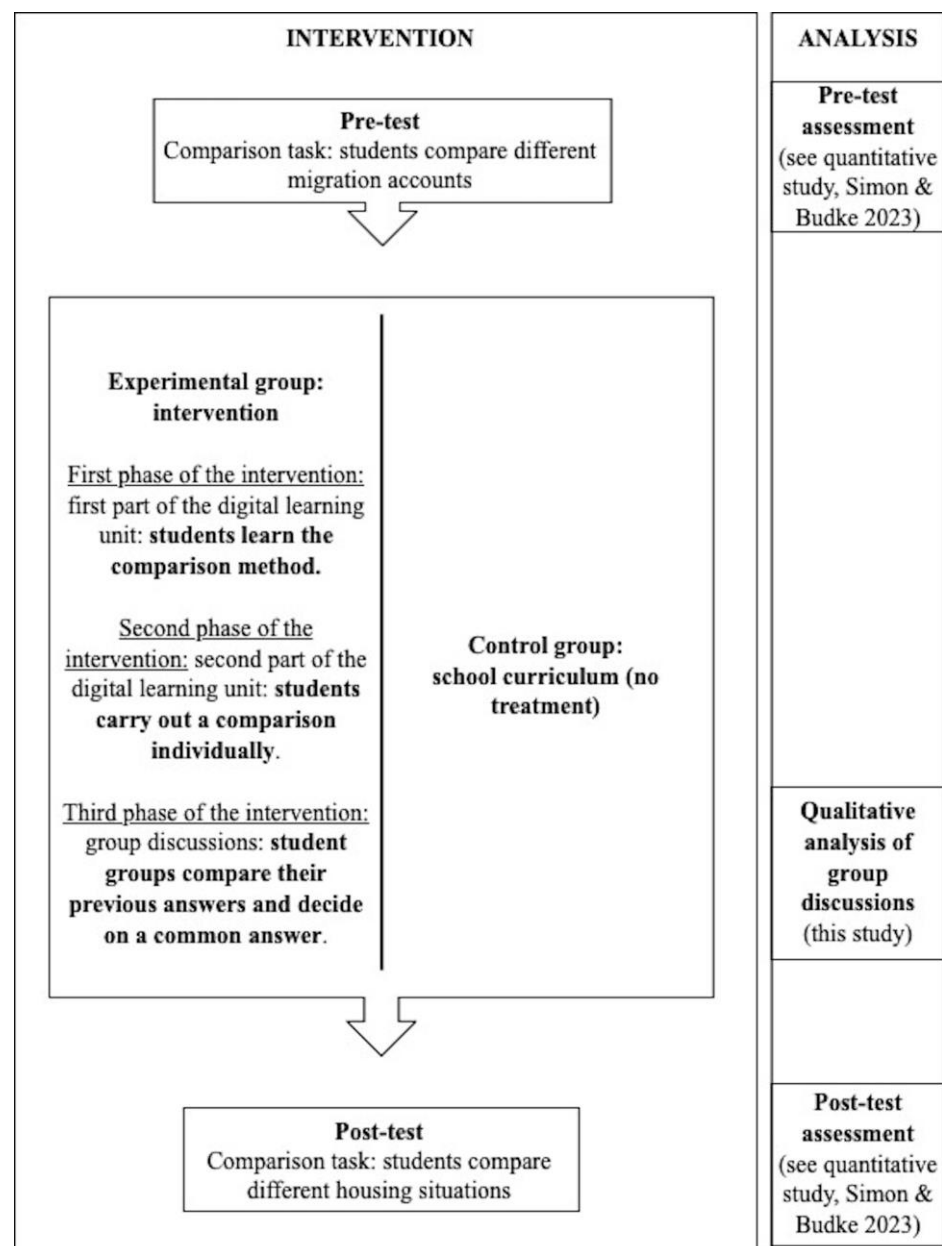 INTERVENTION
Pre-test
Comparison task: students compare different
migration accounts
Experimental group:
intervention
First phase of the intervention:
first part of the digital learning
unit: students learn the
comparison method.
Second phase of the
intervention: second part of the
digital learning unit: students
carry out a comparison
individually.
Third phase of the intervention:
group discussions: student
groups compare their
previous answers and decide
on a common answer.
Control group:
school curriculum (no
treatment)
Post-test
Comparison task: students compare
different housing situations
ANALYSIS
Pre-test
assessment
(see quantitative
study, Simon &
Budke 2023)
Qualitative
analysis of
group
discussions
(this study)
Post-test
assessment
(see quantitative
study, Simon &
Budke 2023)